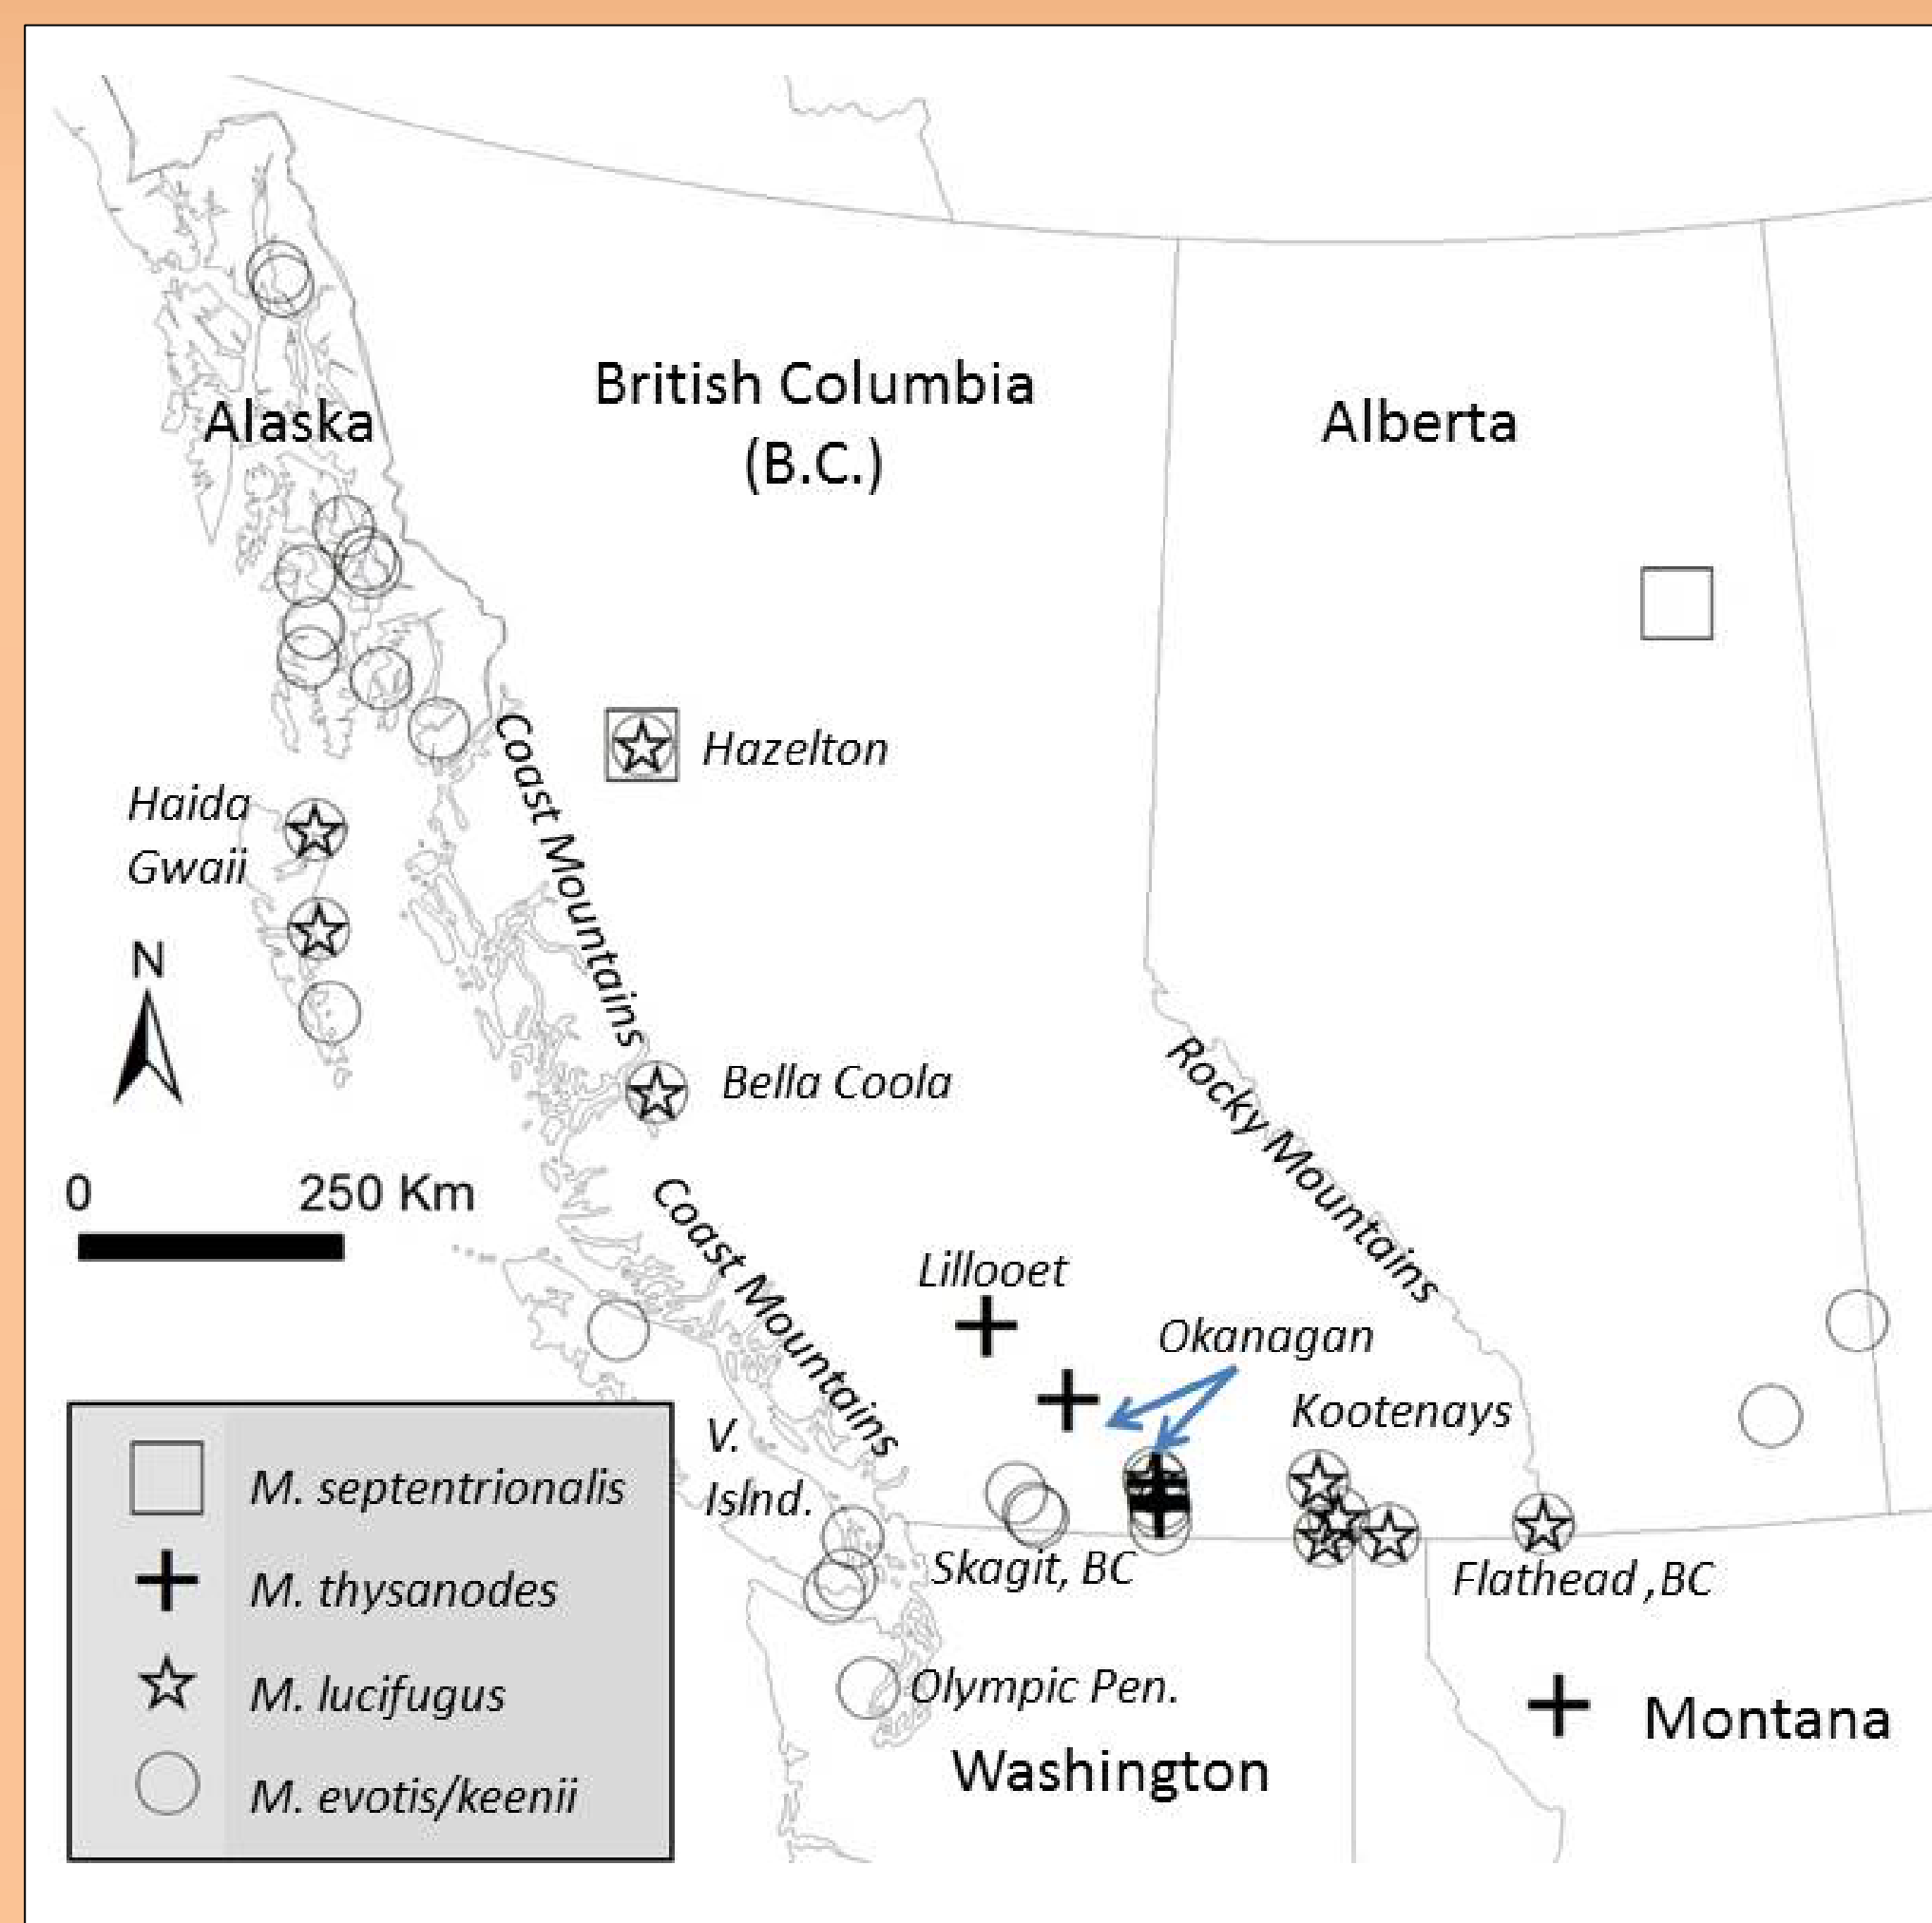 British Columbia
(B.C.)
Alberta
Alaska
Hazelton
Coast Mountains
Haida
Gwaii
N
Bella Coola
Rocky Mountains
0 250 Km
Coast Mountains
Lillooet
Okanagan
Kootenays
V.
Islnd.
Skagit, BC
Flathead ,BC
Olympic Pen.
Montana
Washington
M. septentrionalis
M. thysanodes
M. lucifugus
M. evotis/keenii